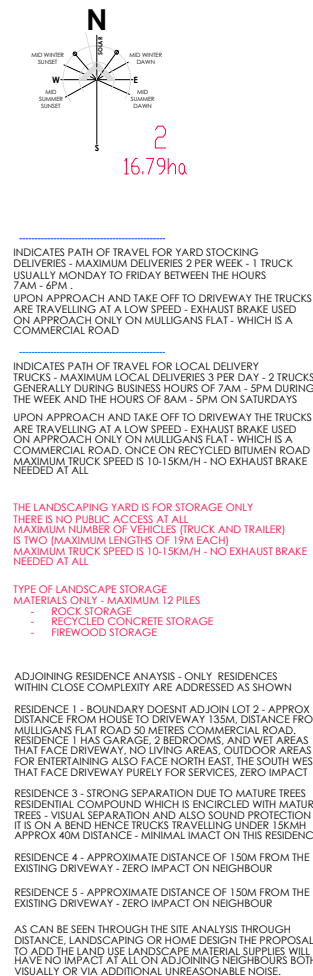 N
SOLAR
MID WINTER
SUNSET
MID WINTER
DAWN
W
E
MID
SUMMER
SUNSET
MID
SUMMER
DAWN
S
2
16.79ha
INDICATES PATH OF TRAVEL FOR YARD STOCKING
DELIVERIES - MAXIMUM DELIVERIES 2 PER WEEK - 1 TRUCK
USUALLY MONDAY TO FRIDAY BETWEEN THE HOURS
7AM - 6PM .
UPON APPROACH AND TAKE OFF TO DRIVEWAY THE TRUCKS
ARE TRAVELLING AT A LOW SPEED - EXHAUST BRAKE USED
ON APPROACH ONLY ON MULLIGANS FLAT - WHICH IS A
COMMERCIAL ROAD
INDICATES PATH OF TRAVEL FOR LOCAL DELIVERY
TRUCKS - MAXIMUM LOCAL DELIVERIES 3 PER DAY - 2 TRUCKS
GENERALLY DURING BUSINESS HOURS OF 7AM - 5PM DURING
THE WEEK AND THE HOURS OF 8AM - 5PM ON SATURDAYS
UPON APPROACH AND TAKE OFF TO DRIVEWAY THE TRUCKS
ARE TRAVELLING AT A LOW SPEED - EXHAUST BRAKE USED
ON APPROACH ONLY ON MULLIGANS FLAT - WHICH IS A
COMMERCIAL ROAD. ONCE ON RECYCLED BITUMEN ROAD
MAXIMUM TRUCK SPEED IS 10-15KM/H - NO EXHAUST BRAKE
NEEDED AT ALL
THE LANDSCAPING YARD IS FOR STORAGE ONLY
THERE IS NO PUBLIC ACCESS AT ALL
MAXIMUM NUMBER OF VEHICLES (TRUCK AND TRAILER)
IS TWO (MAXIMUM LENGTHS OF 19M EACH)
MAXIMUM TRUCK SPEED IS 10-15KM/H - NO EXHAUST BRAKE
NEEDED AT ALL
TYPE OF LANDSCAPE STORAGE
MATERIALS ONLY - MAXIMUM 12 PILES
- ROCK STORAGE
- RECYCLED CONCRETE STORAGE
- FIREWOOD STORAGE
ADJOINING RESIDENCE ANAYSIS - ONLY RESIDENCES
WITHIN CLOSE COMPLEXITY ARE ADDRESSED AS SHOWN
RESIDENCE 1 - BOUNDARY DOESNT ADJOIN LOT 2 - APPROX
DISTANCE FROM HOUSE TO DRIVEWAY 135M, DISTANCE FRO
MULLIGANS FLAT ROAD 50 METRES COMMERCIAL ROAD.
RESIDENCE 1 HAS GARAGE, 2 BEDROOMS, AND WET AREAS
THAT FACE DRIVEWAY, NO LIVING AREAS, OUTDOOR AREAS
FOR ENTERTAINING ALSO FACE NORTH EAST, THE SOUTH WES
THAT FACE DRIVEWAY PURELY FOR SERVICES, ZERO IMPACT
RESIDENCE 3 - STRONG SEPARATION DUE TO MATURE TREES
RESIDENTIAL COMPOUND WHICH IS ENCIRCLED WITH MATUR
TREES - VISUAL SEPARATION AND ALSO SOUND PROTECTION
IT IS ON A BEND HENCE TRUCKS TRAVELLING UNDER 15KMH
APPROX 40M DISTANCE - MINIMAL IMACT ON THIS RESIDENC
RESIDENCE 4 - APPROXIMATE DISTANCE OF 150M FROM THE
EXISTING DRIVEWAY - ZERO IMPACT ON NEIGHBOUR
RESIDENCE 5 - APPROXIMATE DISTANCE OF 150M FROM THE
EXISTING DRIVEWAY - ZERO IMPACT ON NEIGHBOUR
AS CAN BE SEEN THROUGH THE SITE ANALYSIS THROUGH
DISTANCE, LANDSCAPING OR HOME DESIGN THE PROPOSAL
TO ADD THE LAND USE LANDSCAPE MATERIAL SUPPLIES WILL
HAVE NO IMPACT AT ALL ON ADJOINING NEIGHBOURS BOTH
VISUALLY OR VIA ADDITIONAL UNREASONABLE NOISE.